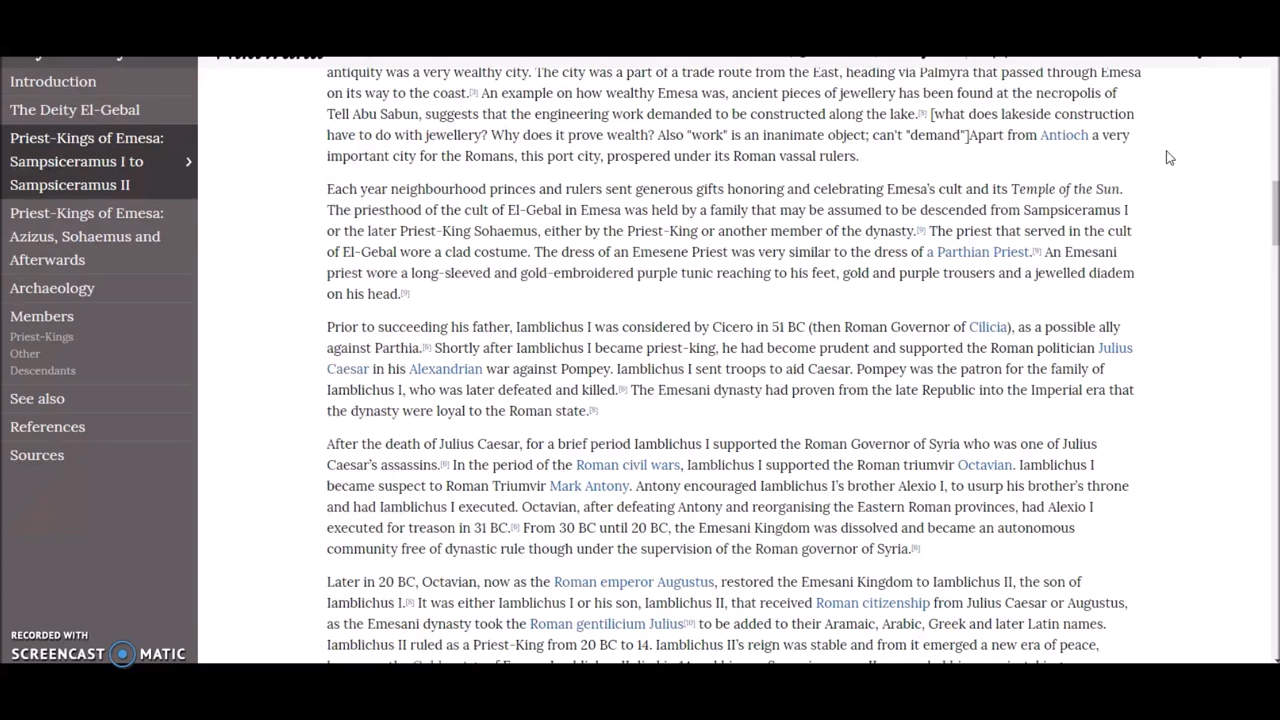 Introduction
The Deity El-Gebal
Priest-Kings of Emesa:
Sampsiceramus I to
Sampsiceramus II
Priest-Kings of Emesa:
Azizus, Sohaemus and
Afterwards
Archaeology
Members
Priest-Kings
Other
Descendants
See also
References
Sources
RECORDED WITH
SCREENCAST MATIC
antiquity was a very wealthy city. The city was a part of a trade route from the East, heading via Palmyra that passed through Emesa
on its way to the coast.[3] An example on how wealthy Emesa was, ancient pieces of jewellery has been found at the necropolis of
Tell Abu Sabun, suggests that the engineering work demanded to be constructed along the lake.[8] [what does lakeside construction
have to do with jewellery? Why does it prove wealth? Also "work" is an inanimate object; can't "demand"]Apart from Antioch a very
important city for the Romans, this port city, prospered under its Roman vassal rulers.
Each year neighbourhood princes and rulers sent generous gifts honoring and celebrating Emesa's cult and its Temple of the Sun.
The priesthood of the cult of El-Gebal in Emesa was held by a family that may be assumed to be descended from Sampsiceramus I
or the later Priest-King Sohaemus, either by the Priest-King or another member of the dynasty.[9] The priest that served in the cult
of El-Gebal wore a clad costume. The dress of an Emesene Priest was very similar to the dress of a Parthian Priest.[9] An Emesani
priest wore a long-sleeved and gold-embroidered purple tunic reaching to his feet, gold and purple trousers and a jewelled diadem
on his head.[9]
Prior to succeeding his father, Iamblichus I was considered by Cicero in 51 BC (then Roman Governor of Cilicia), as a possible ally
against Parthia.[6] Shortly after Iamblichus I became priest-king, he had become prudent and supported the Roman politician Julius
Caesar in his Alexandrian war against Pompey. Iamblichus I sent troops to aid Caesar. Pompey was the patron for the family of
Iamblichus I, who was later defeated and killed.[6] The Emesani dynasty had proven from the late Republic into the Imperial era that
the dynasty were loyal to the Roman state.[8]
After the death of Julius Caesar, for a brief period Iamblichus I supported the Roman Governor of Syria who was one of Julius
Caesar's assassins.[6] In the period of the Roman civil wars, Iamblichus I supported the Roman triumvir Octavian. Iamblichus I
became suspect to Roman Triumvir Mark Antony. Antony encouraged Iamblichus I's brother Alexio I, to usurp his brother's throne
and had Iamblichus I executed. Octavian, after defeating Antony and reorganising the Eastern Roman provinces, had Alexio I
executed for treason in 31 BC.[6] From 30 BC until 20 BC, the Emesani Kingdom was dissolved and became an autonomous
community free of dynastic rule though under the supervision of the Roman governor of Syria.[6]
Later in 20 BC, Octavian, now as the Roman emperor Augustus, restored the Emesani Kingdom to Iamblichus II, the son of
Iamblichus I.[8] It was either Iamblichus I or his son, Iamblichus II, that received Roman citizenship from Julius Caesar or Augustus,
as the Emesani dynasty took the Roman gentilicium Julius[10] to be added to their Aramaic, Arabic, Greek and later Latin names.
Iamblichus II ruled as a Priest-King from 20 BC to 14. Iamblichus II's reign was stable and from it emerged a new era of peace,